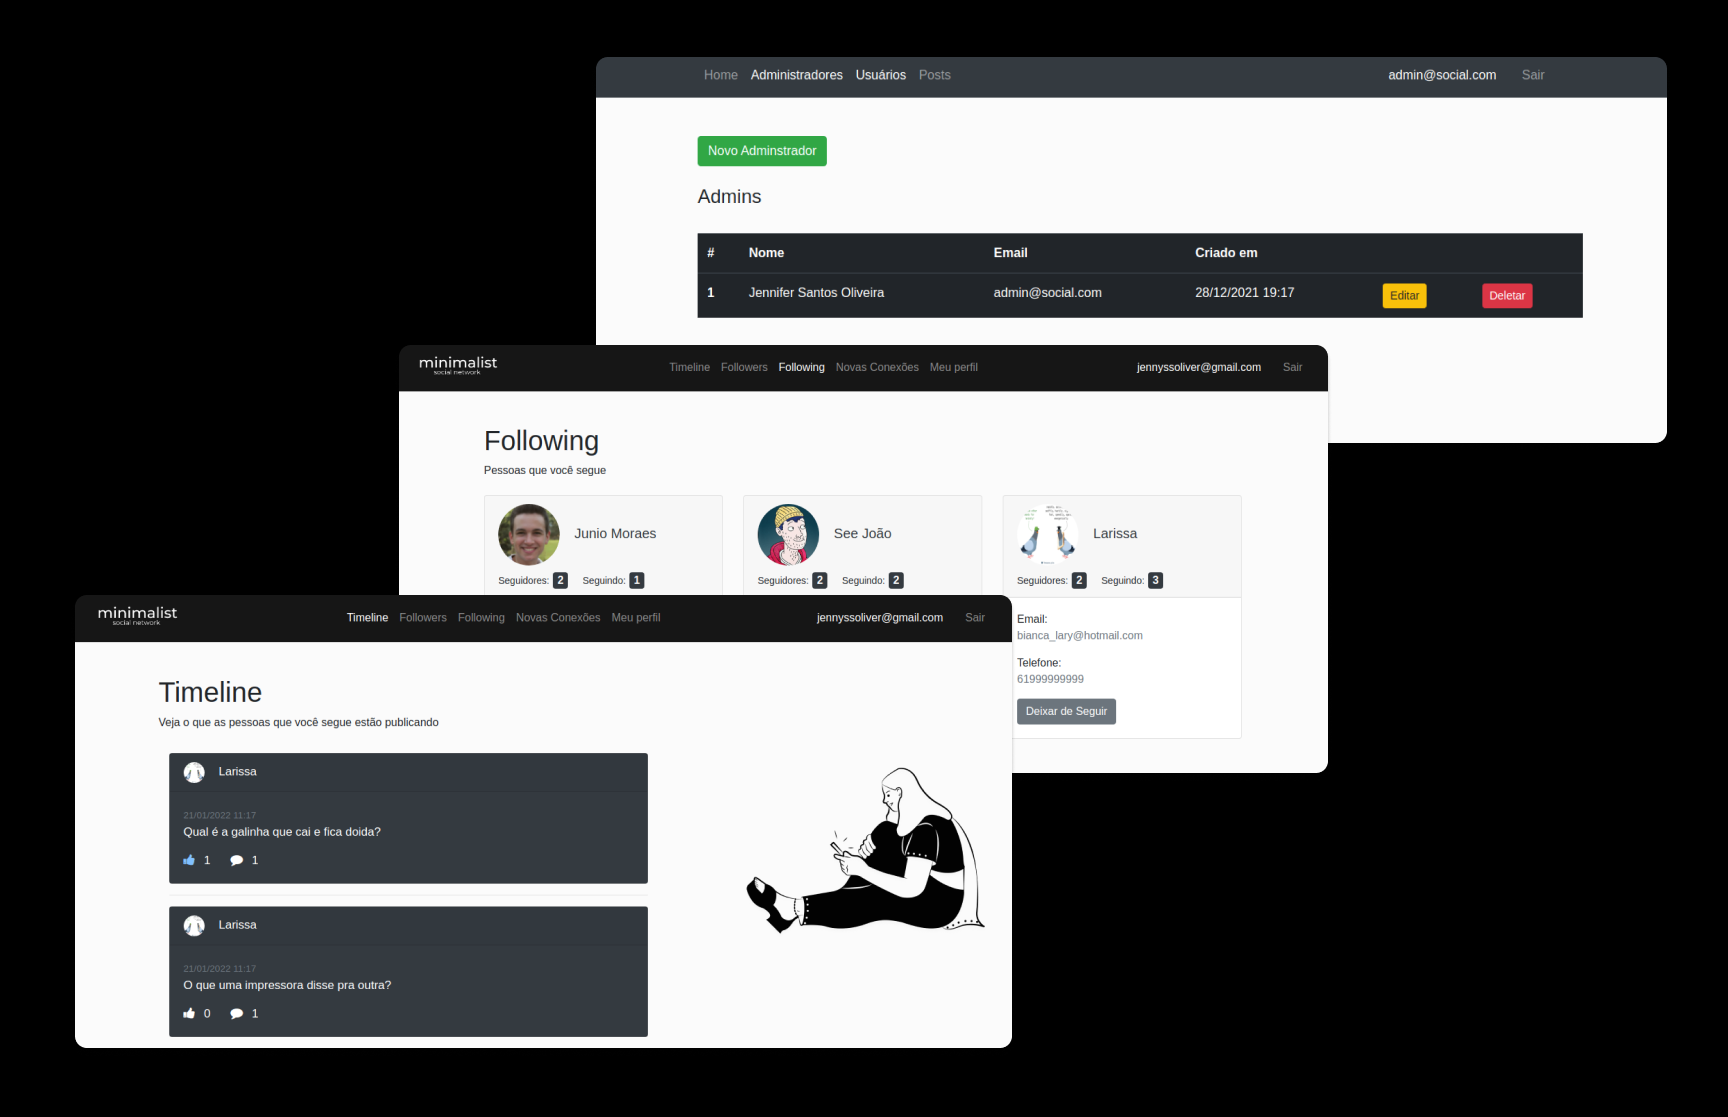 Home Administradores Usuários Posts admin@social.com Sair
Novo Adminstrador
Admins
# Nome Email Criado em
1 Jennifer Santos Oliveira admin@social.com 28/12/2021 19:17 Editar Deletar
minimalist
social network
Timeline Followers Following Novas Conexões Meu perfil jennyssoliver@gmail.com Sair
Following
Pessoas que você segue
Junio Moraes
Seguidores: 2 Seguindo: 1
See João
Seguidores: 2 Seguindo: 2
Larissa
Seguidores: 2 Seguindo: 3
Email:
bianca_lary@hotmail.com
Telefone:
61999999999
Deixar de Seguir
minimalist
social network
Timeline Followers Following Novas Conexões Meu perfil jennyssoliver@gmail.com Sair
Timeline
Veja o que as pessoas que você segue estão publicando
Larissa
21/01/2022 11:17
Qual é a galinha que cai e fica doida?
1 1
Larissa
21/01/2022 11:17
O que uma impressora disse pra outra?
0 1